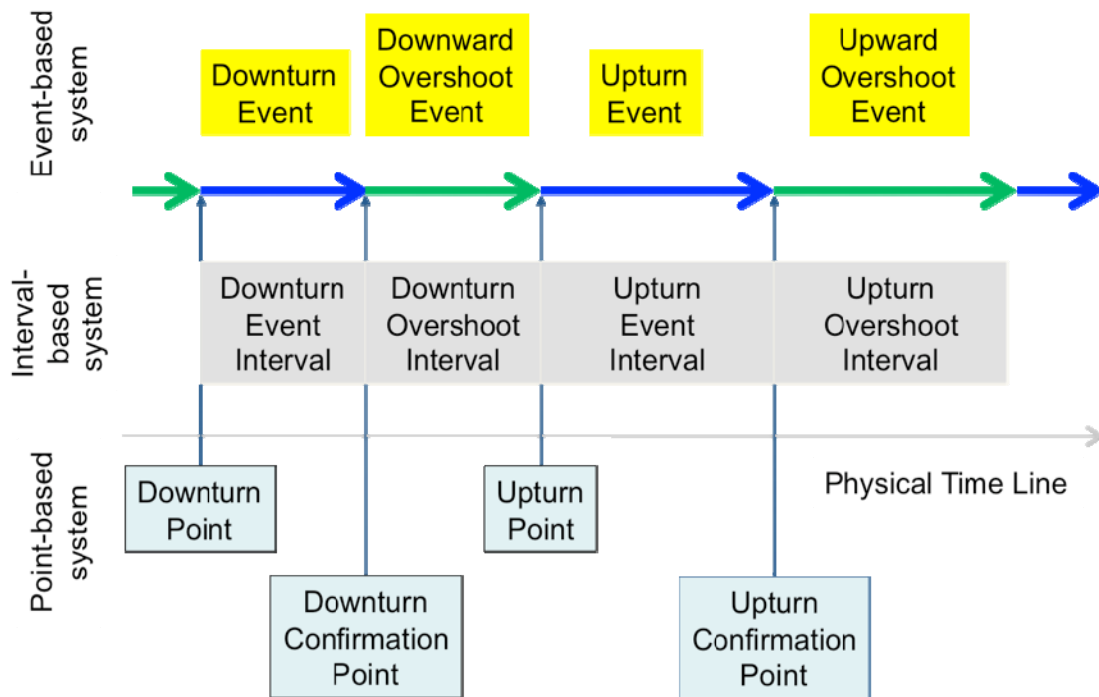 Event-based
system
Downturn
Event
Downward
Overshoot
Event
Upturn
Event
Upward
Overshoot
Event
Interval-
based
system
Downturn
Event
Interval
Downturn
Overshoot
Interval
Upturn
Event
Interval
Upturn
Overshoot
Interval
Point-based
system
Downturn
Point
Upturn
Point
Physical Time Line
Downturn
Confirmation
Point
Upturn
Confirmation
Point